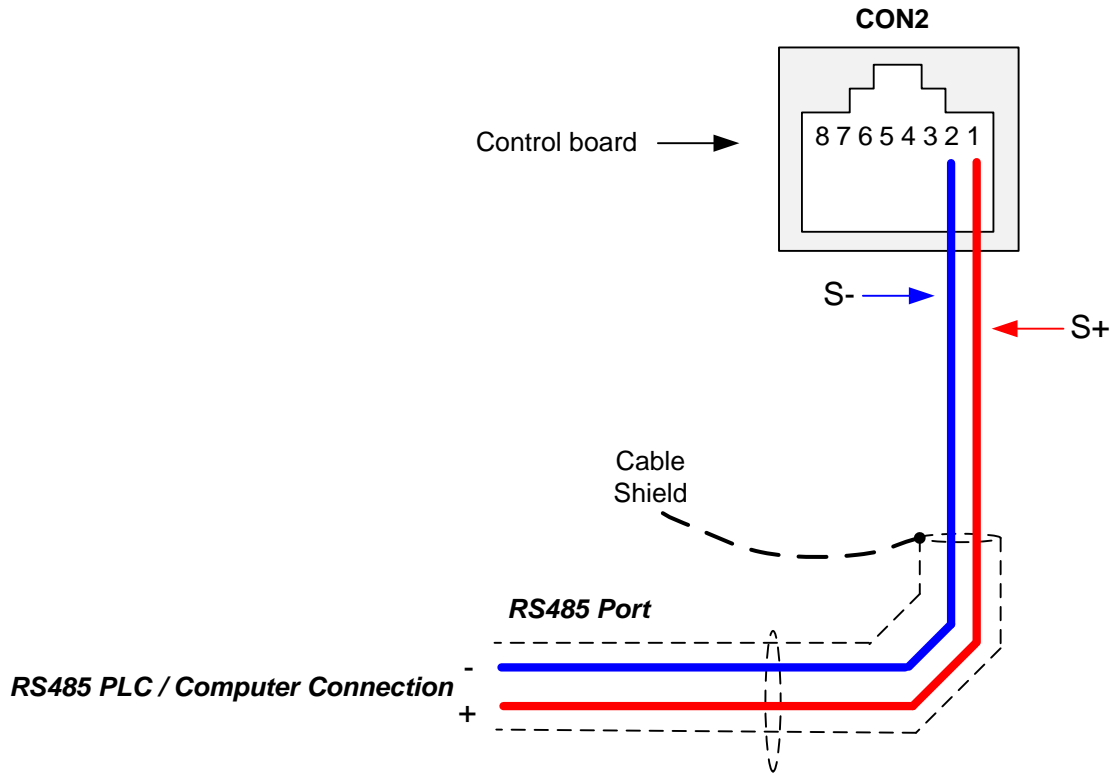 CON2
Control board
8 7 6 5 4 3 2 1
S-
S+
Cable
Shield
RS485 Port
-
RS485 PLC / Computer Connection
+